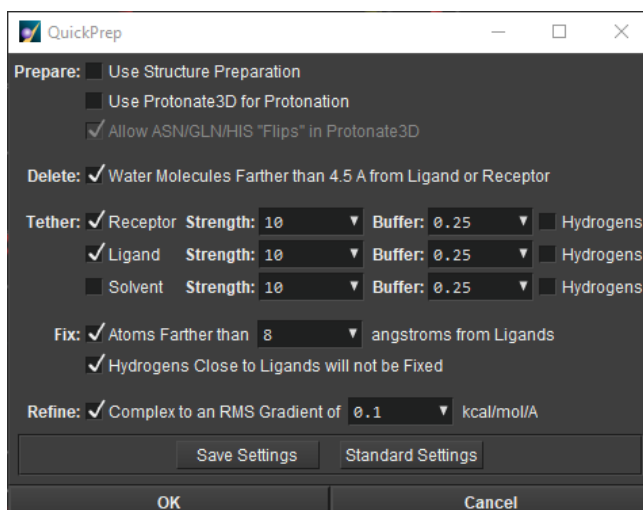 QuickPrep
Prepare: Use Structure Preparation
Use Protonate3D for Protonation
Allow ASN/GLN/HIS "Flips" in Protonate3D
Delete: Water Molecules Farther than 4.5 A from Ligand or Receptor
Tether: Receptor Strength: 10 Buffer: 0.25 Hydrogens
Ligand Strength: 10 Buffer: 0.25 Hydrogens
Solvent Strength: 10 Buffer: 0.25 Hydrogens
Fix: Atoms Farther than 8 angstroms from Ligands
Hydrogens Close to Ligands will not be Fixed
Refine: Complex to an RMS Gradient of 0.1 kcal/mol/A
Save Settings Standard Settings
OK Cancel